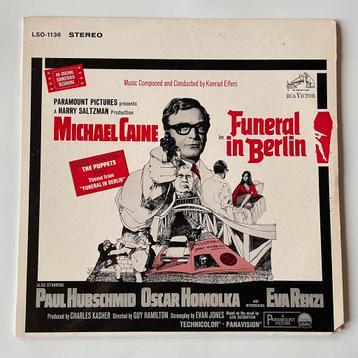 LSO-1136 STEREO
AN ORIGINAL
SOUNDTRACK
RECORDING
Music Composed and Conducted by Konrad Elfers
RCA VICTOR
PARAMOUNT PICTURES presents
A HARRY SALTZMAN Production
MICHAEL CAINE
in
Funeral
in Berlin
THE PUPPETS
Theme from
"FUNERAL IN BERLIN"
ALSO STARRING
PAUL HUBSCHMID OSCAR HOMOLKA
AND
INTRODUCING
EVA RENZI
Produced by CHARLES KASHER Directed by GUY HAMILTON Screenplay by EVAN JONES
Based on the novel by
LEN DEIGHTON
TECHNICOLOR® PANAVISION®
A
PARAMOUNT
PICTURE